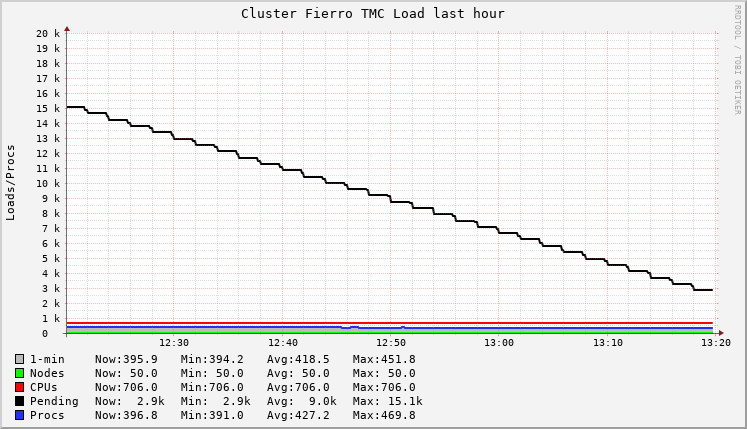 Cluster Fierro TMC Load last hour
RRDTOOL / TOBI OETIKER
Loads/Procs
20 k
19 k
18 k
17 k
16 k
15 k
14 k
13 k
12 k
11 k
10 k
9 k
8 k
7 k
6 k
5 k
4 k
3 k
2 k
1 k
0
12:30 12:40 12:50 13:00 13:10 13:20
1-min Now:395.9 Min:394.2 Avg:418.5 Max:451.8
Nodes Now: 50.0 Min: 50.0 Avg: 50.0 Max: 50.0
CPUs Now:706.0 Min:706.0 Avg:706.0 Max:706.0
Pending Now: 2.9k Min: 2.9k Avg: 9.0k Max: 15.1k
Procs Now:396.8 Min:391.0 Avg:427.2 Max:469.8